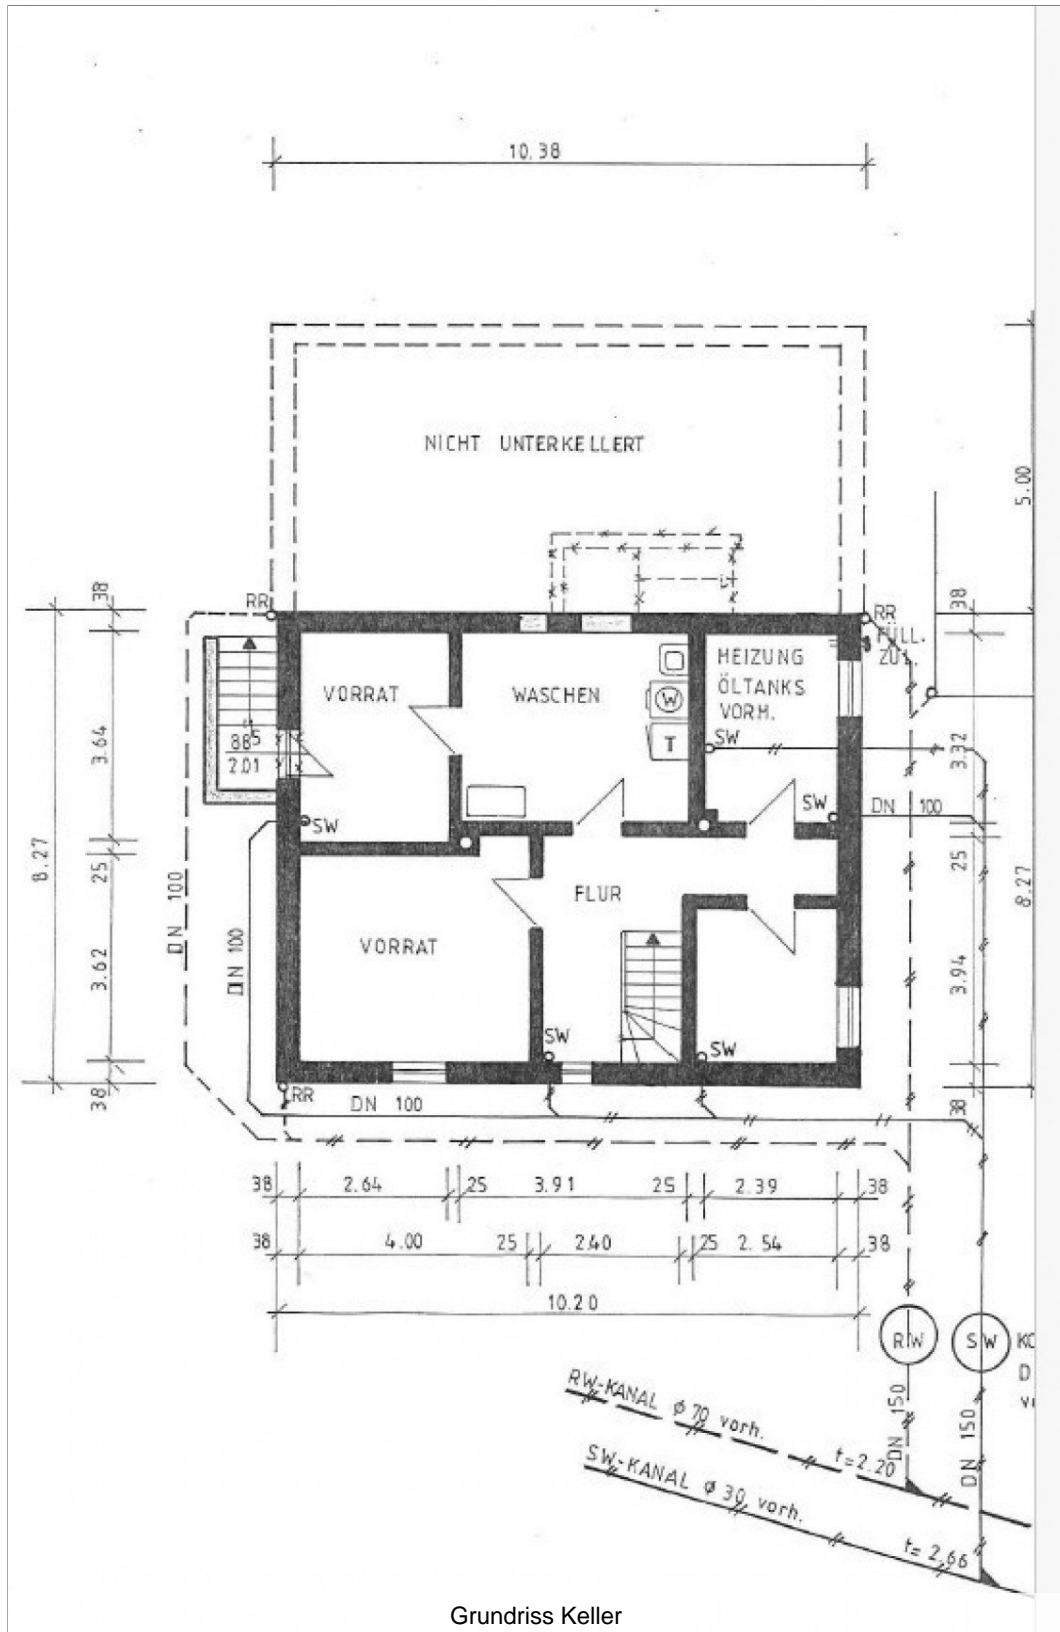 10.38
NICHT UNTERKELLERT
5.00
38
38
RR
RR
FÜLL.
VORRAT
WASCHEN
HEIZUNG
ÖLTANKS
VORH.
W
T
SW
88⁵
2.01
3.64
3.32
SW
SW
DN 100
8.27
25
25
8.27
FLUR
VORRAT
DN 100
DN 100
3.62
3.94
SW
SW
38
RR
DN 100
38
38 2.64 25 3.91 25 2.39 38
38 4.00 25 2.40 25 2.54 38
10.20
RW
SW
RW-KANAL ϕ 70 vorh.
t=2.20
DN 150
DN 150
SW-KANAL ϕ 30 vorh.
t=2.66
Grundriss Keller